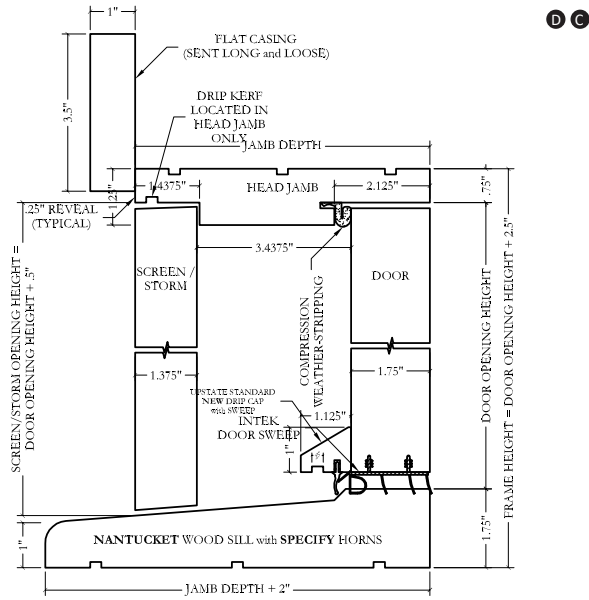 1"
D C
FLAT CASING
(SENT LONG and LOOSE)
3.5"
DRIP KERF
LOCATED IN
HEAD JAMB
ONLY
JAMB DEPTH
1.4375"
HEAD JAMB
2.125"
.75"
1.25"
.25" REVEAL
(TYPICAL)
3.4375"
SCREEN /
STORM
DOOR
SCREEN/STORM OPENING HEIGHT =
DOOR OPENING HEIGHT + .5"
COMPRESSION
WEATHER-STRIPPING
DOOR OPENING HEIGHT
FRAME HEIGHT = DOOR OPENING HEIGHT + 2.5"
1.375"
1.75"
UPSTATE STANDARD
NEW DRIP CAP
with SWEEP
1.125"
INTEK
DOOR SWEEP
1"
1.75"
1"
NANTUCKET WOOD SILL with SPECIFY HORNS
JAMB DEPTH + 2"